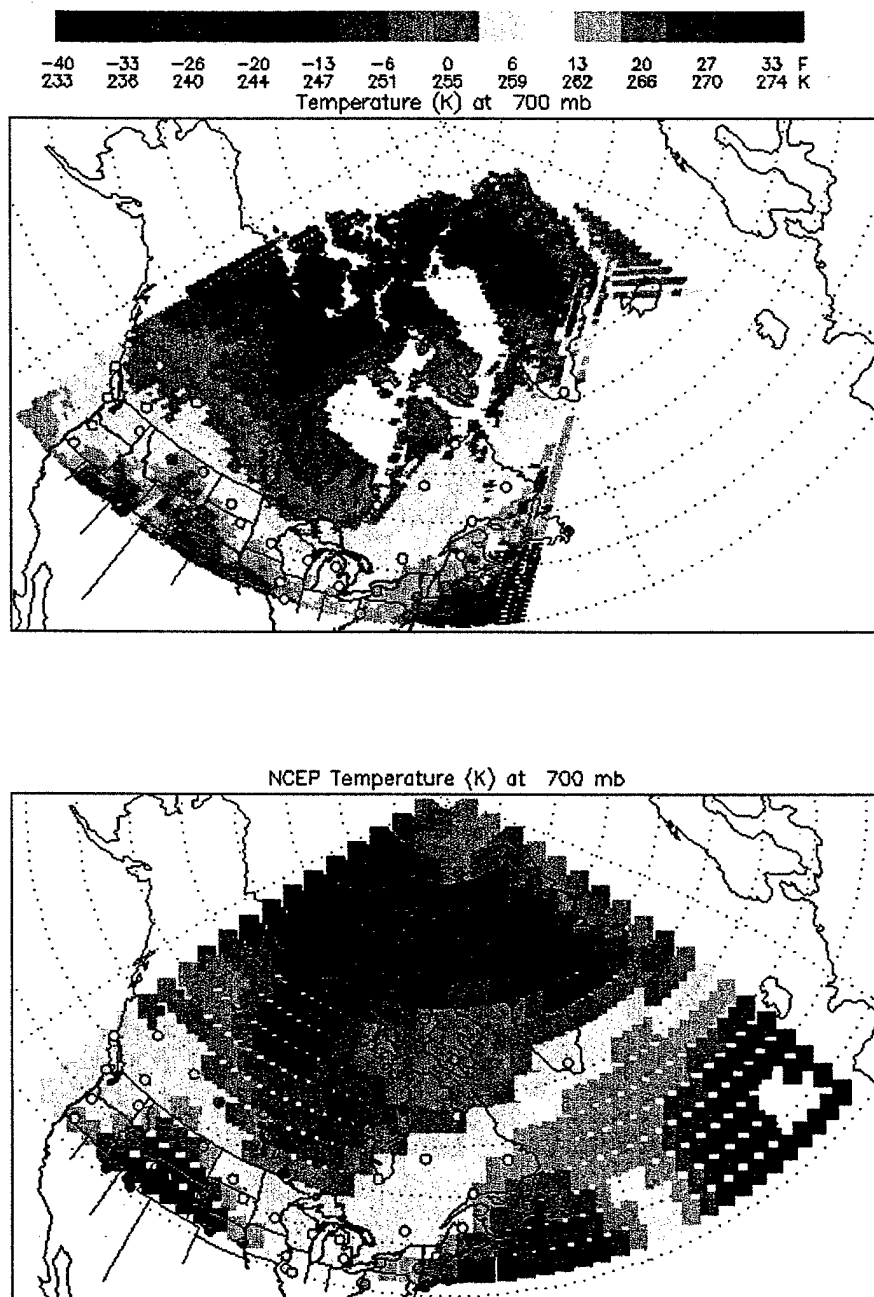 -40 -33 -26 -20 -13 -6 0 6 13 20 27 33 F
233 236 240 244 247 251 255 259 262 266 270 274 K
Temperature (K) at 700 mb
NCEP Temperature (K) at 700 mb